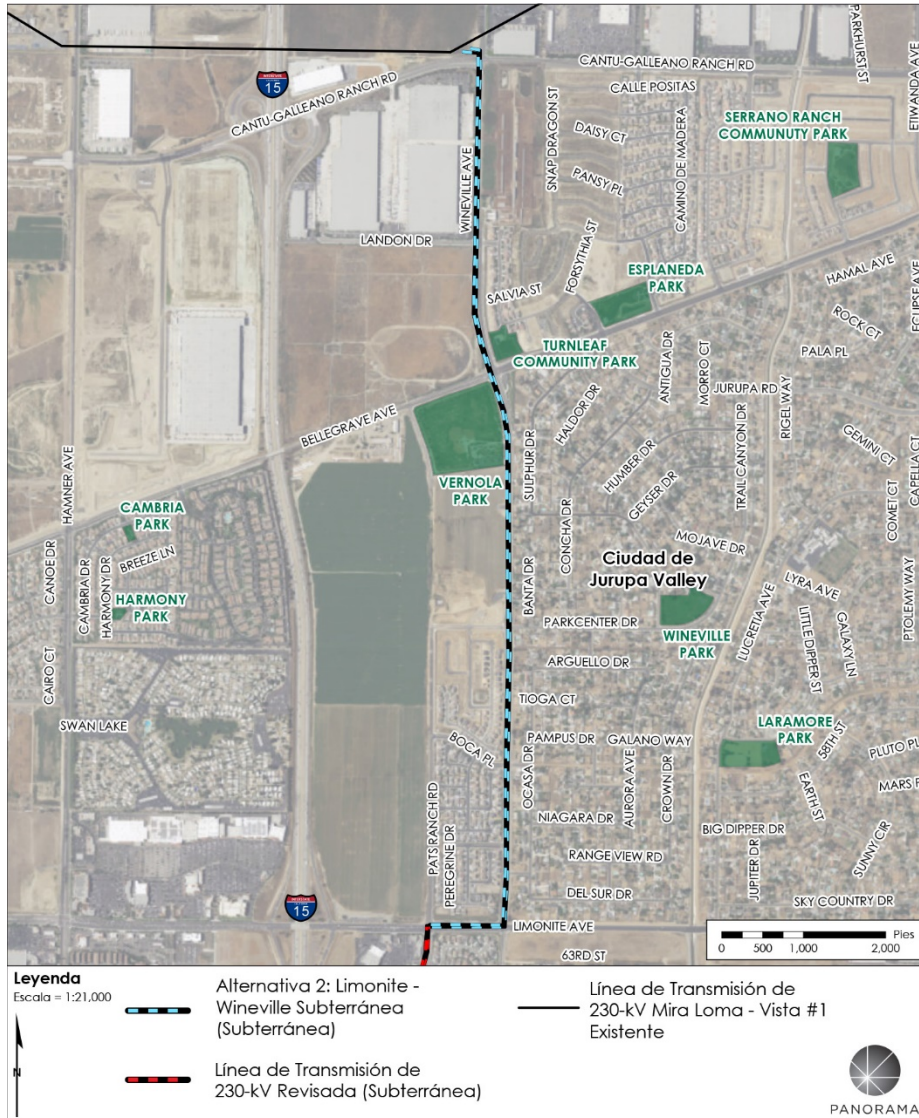 PARKHURST ST
ETIWANDA AVE
CANTU-GALLEANO RANCH RD
INTERSTATE
15
CALLE POSITAS
CANTU-GALLEANO RANCH RD
SERRANO RANCH
COMMUNUTY PARK
SNAP DRAGON ST
DAISY CT
CAMINO DE MADERA
PANSY PL
WINEVILLE AVE
LANDON DR
FORSYTHIA ST
ESPLANEDA
PARK
HAMAL AVE
ECLIPSE AVE
SALVIA ST
ROCK CT
TURNLEAF
COMMUNITY PARK
ANTIGUA DR
MORRO CT
PALA PL
JURUPA RD
RIGEL WAY
BELLEGRAVE AVE
HALDOR DR
TRAIL CANYON DR
GEMINI CT
CAPELLA CT
HAMNER AVE
SULPHUR DR
HUMBER DR
VERNOLA
PARK
GEYSER DR
COMET CT
CAMBRIA
PARK
CONCHA DR
MOJAVE DR
CANOE DR
BREEZE LN
Ciudad de
Jurupa Valley
CAMBRIA DR
HARMONY DR
HARMONY
PARK
BANTA DR
LYRA AVE
PTOLEMY WAY
PARKCENTER DR
LUCRETIA AVE
LITTLE DIPPER ST
GALAXY LN
WINEVILLE
PARK
CAIRO CT
ARGUELLO DR
TIOGA CT
SWAN LAKE
LARAMORE
PARK
BOCA PL
PAMPUS DR
GALANO WAY
58TH ST
PLUTO PL
OCASA DR
AURORA AVE
CROWN DR
EARTH ST
MARS
PATS RANCH RD
PEREGRINE DR
NIAGARA DR
BIG DIPPER DR
SUNNY CIR
RANGE VIEW RD
JUPITER DR
DEL SUR DR
SKY COUNTRY DR
INTERSTATE
15
LIMONITE AVE
63RD ST
Pies
0 500 1,000 2,000
Leyenda
Escala = 1:21,000
N
Alternativa 2: Limonite -
Wineville Subterránea
(Subterránea)
Línea de Transmisión de
230-kV Revisada (Subterránea)
Línea de Transmisión de
230-kV Mira Loma - Vista #1
Existente
PANORAMA